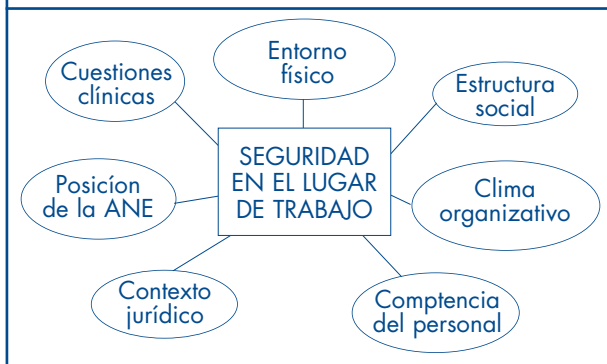 Entorno
físico
Cuestiones
clínicas
Estructura
social
SEGURIDAD
EN EL LUGAR
DE TRABAJO
Posicíon
de la ANE
Clima
organizativo
Contexto
jurídico
Comptencia
del personal